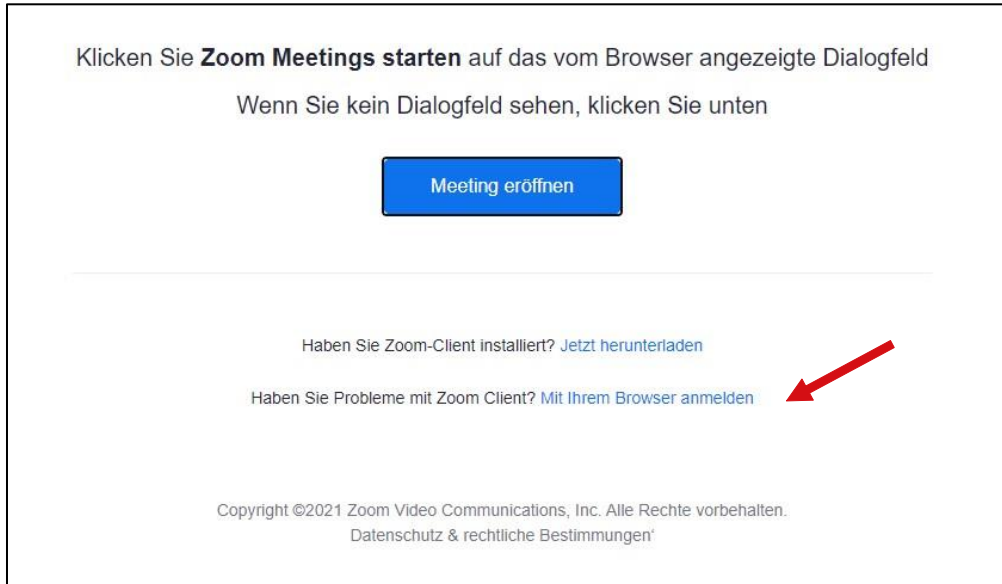 Klicken Sie Zoom Meetings starten auf das vom Browser angezeigte Dialogfeld
Wenn Sie kein Dialogfeld sehen, klicken Sie unten
Meeting eröffnen
Haben Sie Zoom-Client installiert? Jetzt herunterladen
Haben Sie Probleme mit Zoom Client? Mit Ihrem Browser anmelden
Copyright ©2021 Zoom Video Communications, Inc. Alle Rechte vorbehalten.
Datenschutz & rechtliche Bestimmungen'